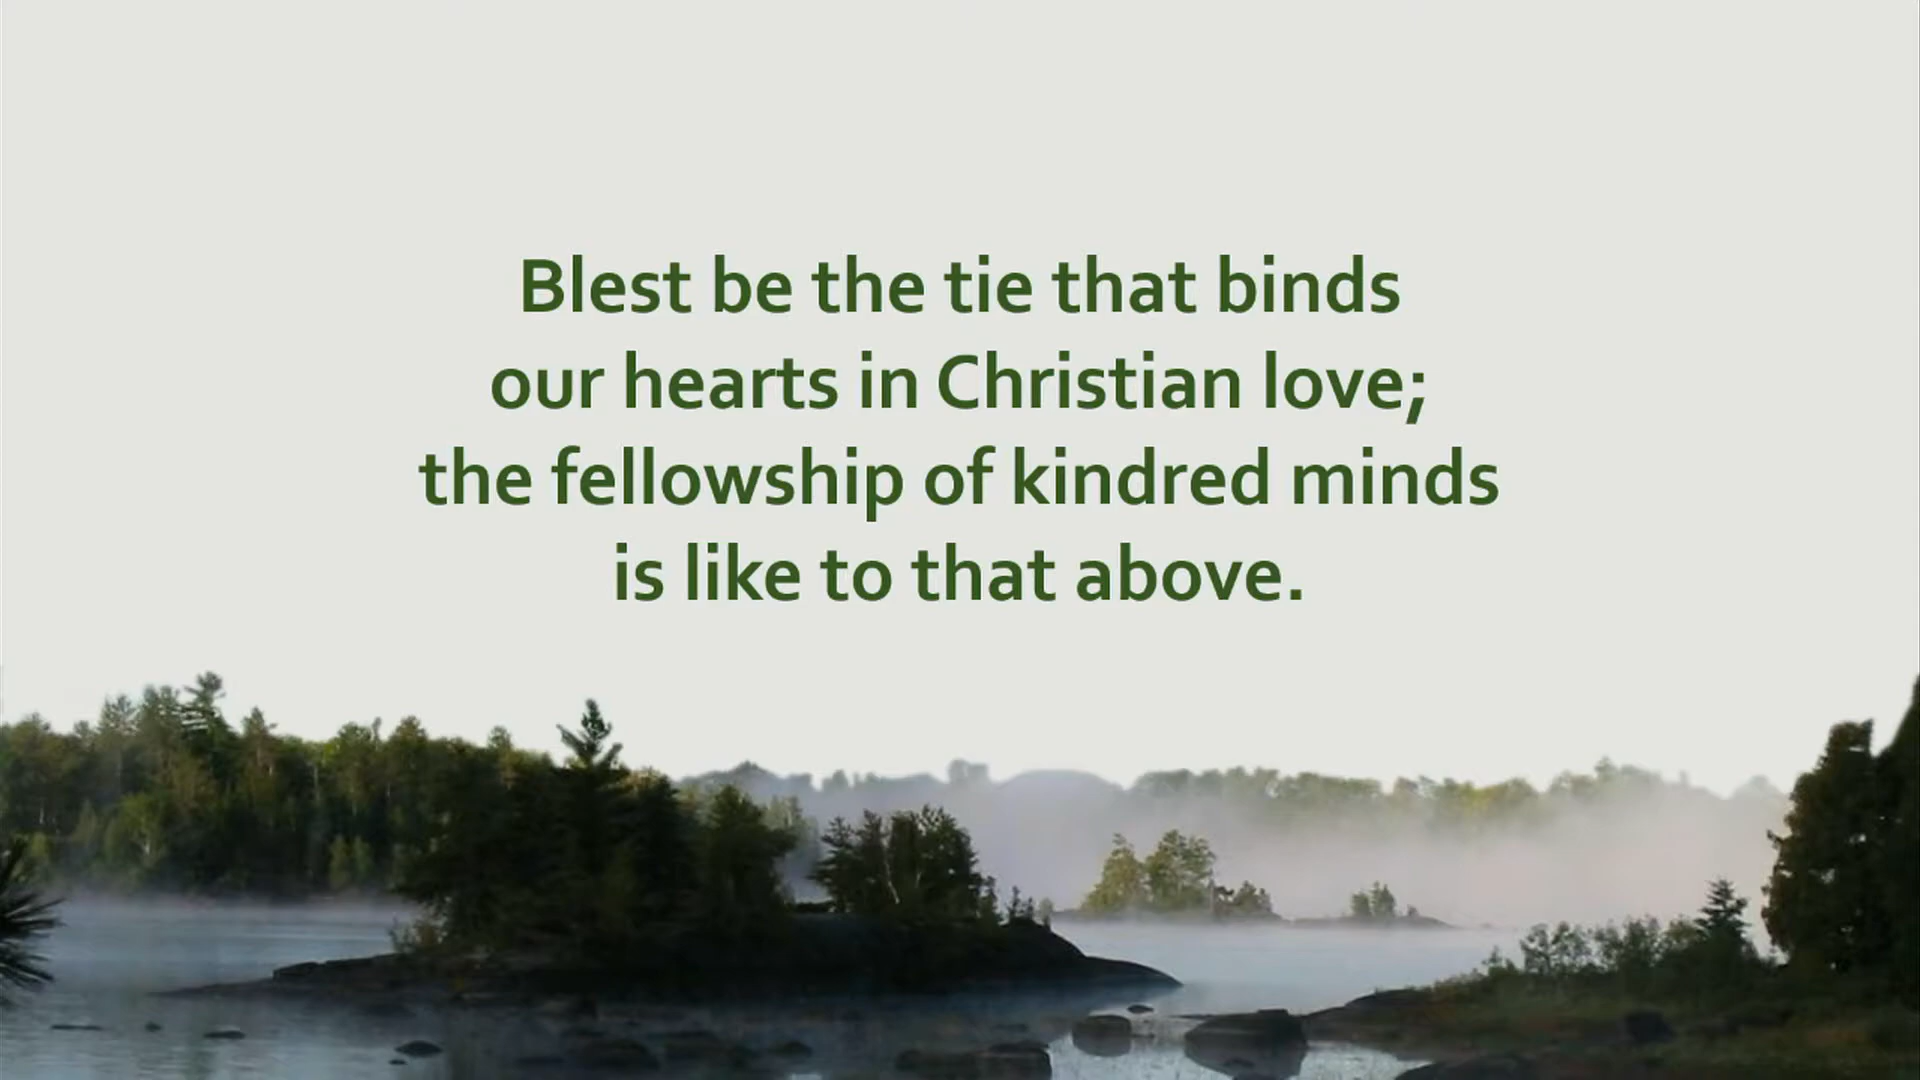 Blest be the tie that binds
our hearts in Christian love;
the fellowship of kindred minds
is like to that above.